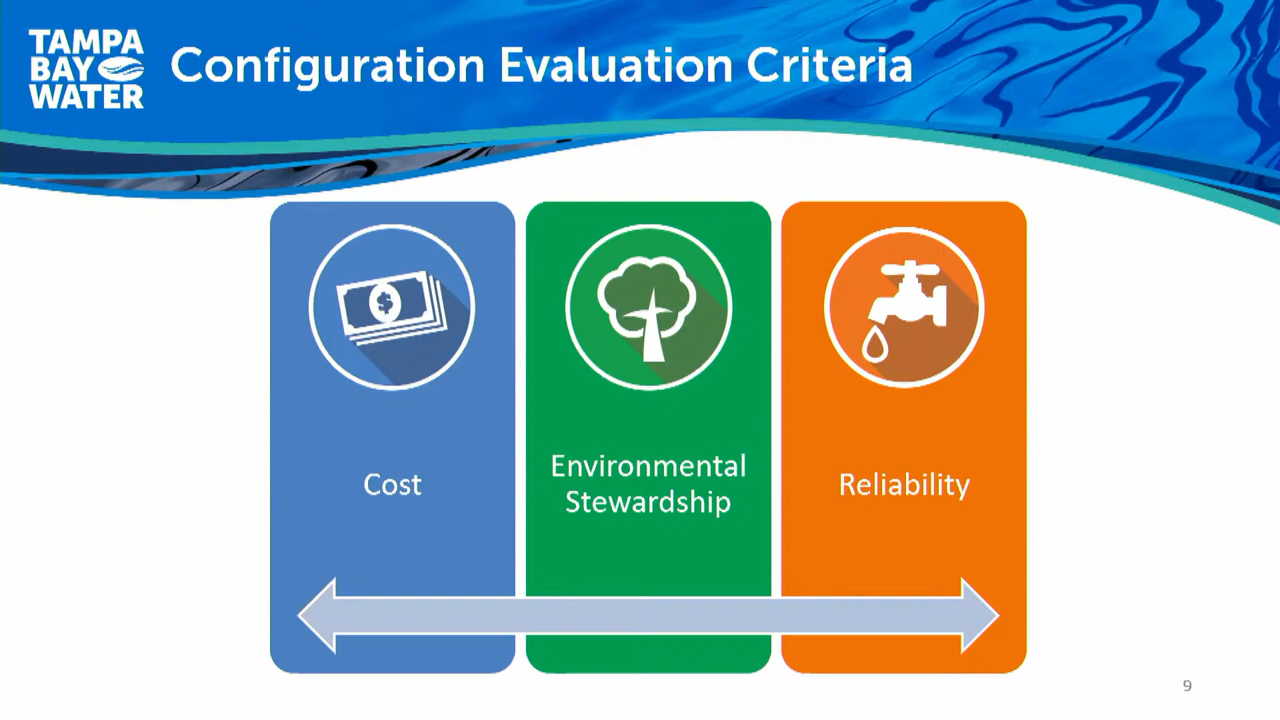 TAMPA
BAY
WATER
Configuration Evaluation Criteria
$
Cost
Environmental
Stewardship
Reliability
9